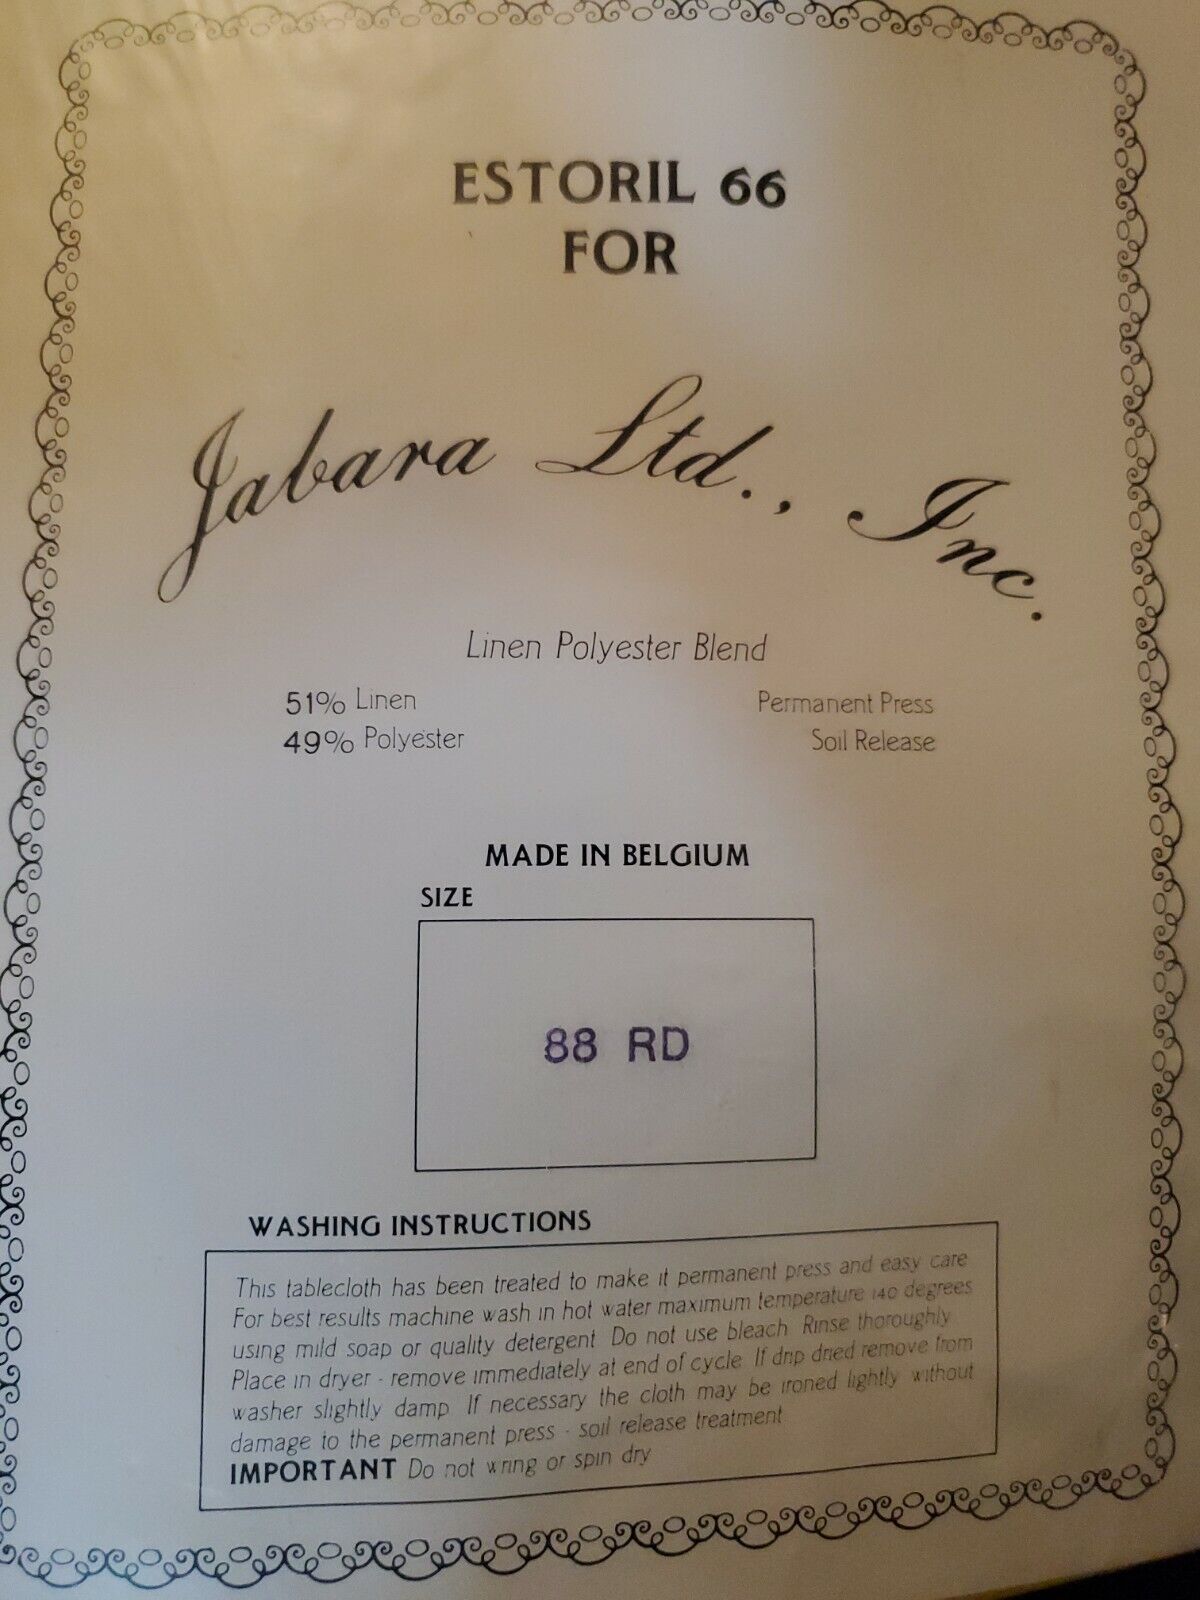 ESTORIL 66
FOR
Jabara Ltd., Inc.
Linen Polyester Blend
51% Linen Permanent Press
49% Polyester Soil Release
MADE IN BELGIUM
SIZE
88 RD
WASHING INSTRUCTIONS
This tablecloth has been treated to make it permanent press and easy care
For best results machine wash in hot water maximum temperature 140 degrees
using mild soap or quality detergent Do not use bleach Rinse thoroughly
Place in dryer - remove immediately at end of cycle If drip dried remove from
washer slightly damp If necessary the cloth may be ironed lightly without
damage to the permanent press - soil release treatment
IMPORTANT Do not wring or spin dry